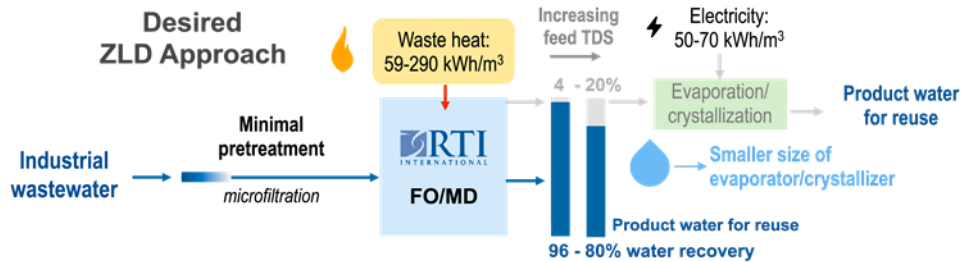 Desired
ZLD Approach
Waste heat:
59-290 kWh/m³
Increasing
feed TDS
Electricity:
50-70 kWh/m³
4 - 20%
Evaporation/
crystallization
Product water
for reuse
Minimal
pretreatment
Industrial
wastewater
microfiltration
RTI
INTERNATIONAL
FO/MD
Smaller size of
evaporator/crystallizer
Product water for reuse
96 - 80% water recovery